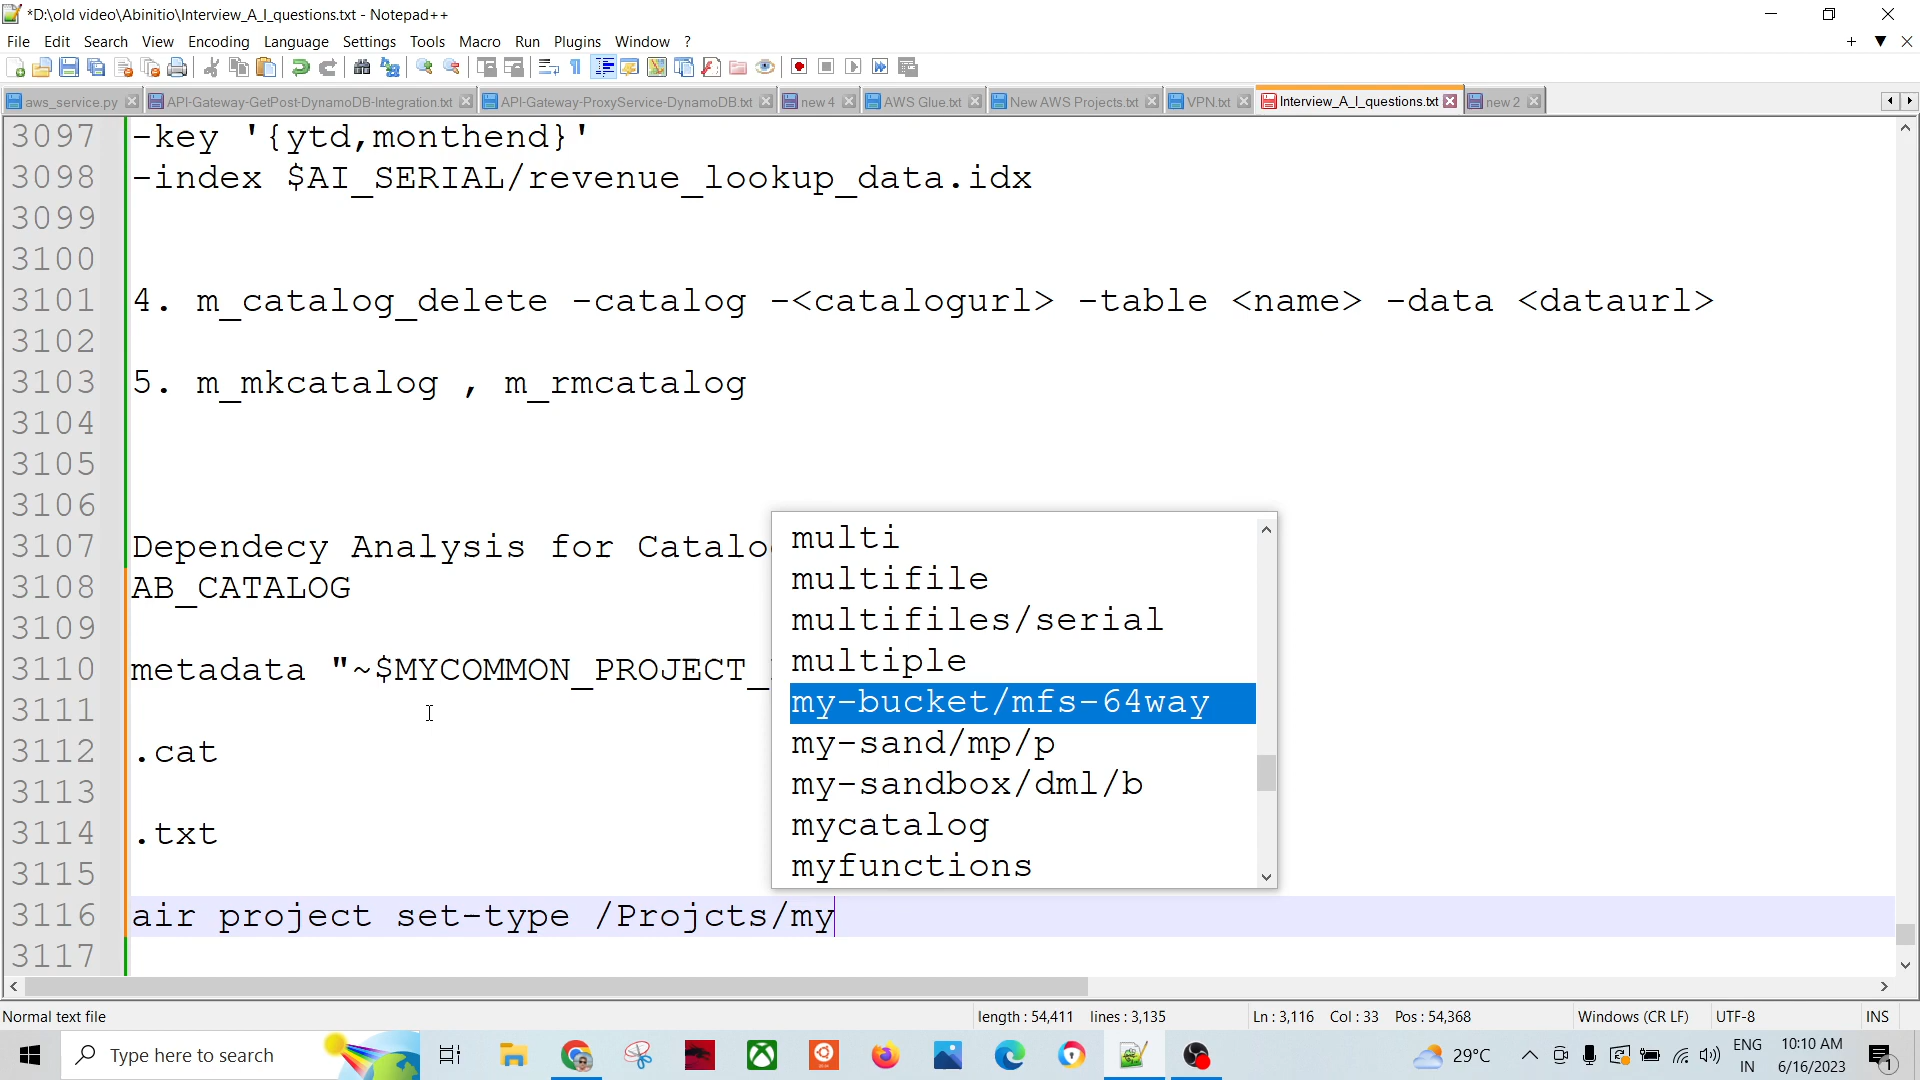 *D:\old video\Abinitio\Interview_A_I_questions.txt - Notepad++
File Edit Search View Encoding Language Settings Tools Macro Run Plugins Window ?
aws_service.py API-Gateway-GetPost-DynamoDB-Integration.txt API-Gateway-ProxyService-DynamoDB.txt new 4 AWS Glue.txt New AWS Projects.txt VPN.txt Interview_A_I_questions.txt new 2
3097 -key '{ytd,monthend}'
3098 -index $AI_SERIAL/revenue_lookup_data.idx
3099
3100
3101 4. m_catalog_delete -catalog -<catalogurl> -table <name> -data <dataurl>
3102
3103 5. m_mkcatalog , m_rmcatalog
3104
3105
3106
3107 Dependecy Analysis for Catalo
3108 AB_CATALOG
3109
3110 metadata "~$MYCOMMON_PROJECT_
3111
3112 .cat
3113
3114 .txt
3115
3116 air project set-type /Projcts/my
3117
multi
multifile
multifiles/serial
multiple
my-bucket/mfs-64way
my-sand/mp/p
my-sandbox/dml/b
mycatalog
myfunctions
Normal text file length : 54,411 lines : 3,135 Ln : 3,116 Col : 33 Pos : 54,368 Windows (CR LF) UTF-8 INS
Type here to search 29°C ENG IN 10:10 AM 6/16/2023 1